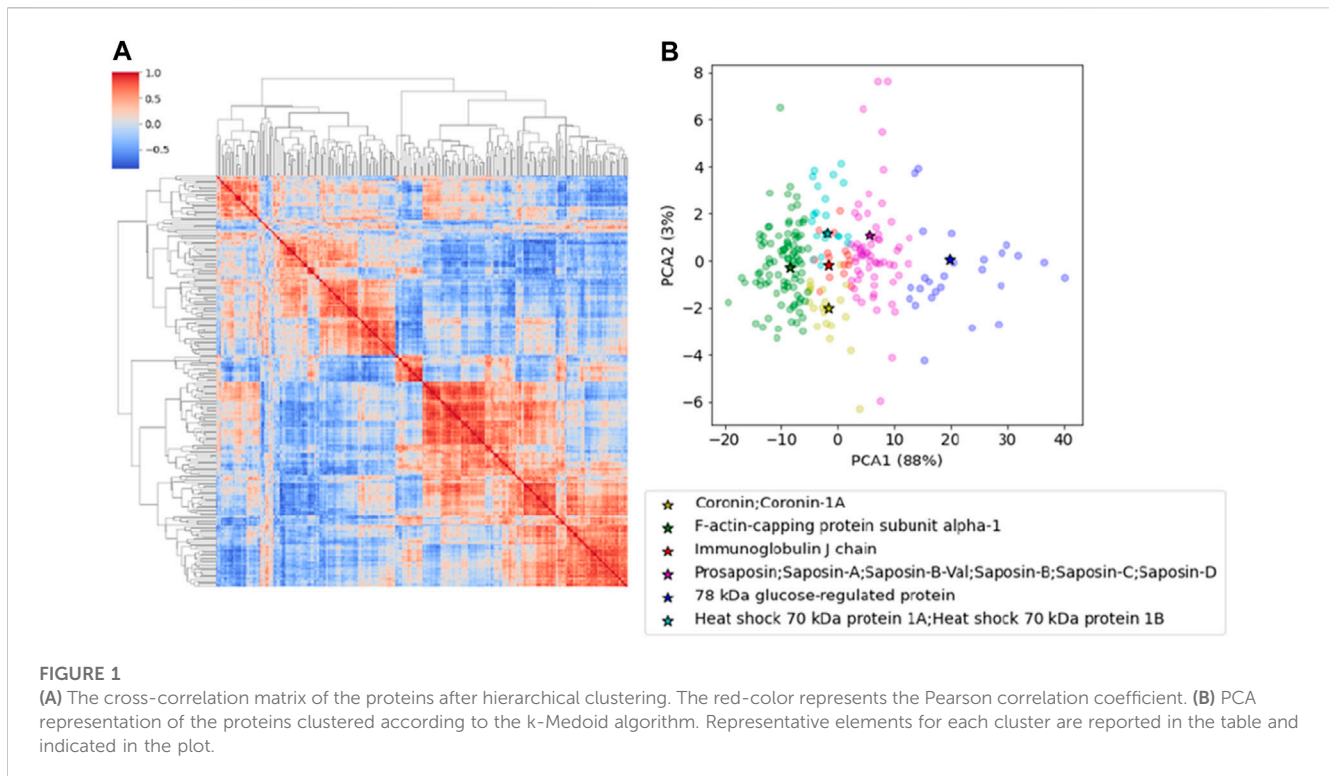 A
B
1.0
0.5
0.0
−0.5
8
6
4
2
0
−2
−4
−6
PCA2 (3%)
−20
−10
0
10
20
30
40
PCA1 (88%)
Coronin;Coronin-1A
F-actin-capping protein subunit alpha-1
Immunoglobulin J chain
Prosaposin;Saposin-A;Saposin-B-Val;Saposin-B;Saposin-C;Saposin-D
78 kDa glucose-regulated protein
Heat shock 70 kDa protein 1A;Heat shock 70 kDa protein 1B
FIGURE 1
(A) The cross-correlation matrix of the proteins after hierarchical clustering. The red-color represents the Pearson correlation coefficient. (B) PCA
representation of the proteins clustered according to the k-Medoid algorithm. Representative elements for each cluster are reported in the table and
indicated in the plot.